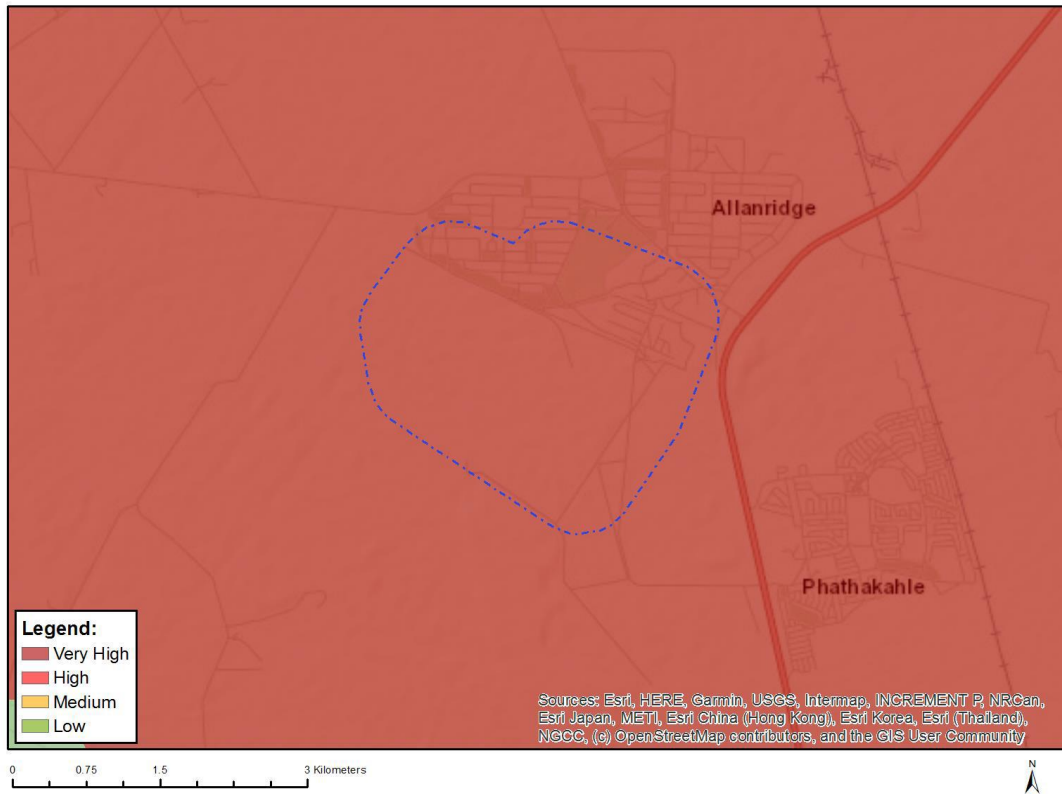 Allanridge
Phathakahle
Legend:
Very High
High
Medium
Low
Sources: Esri, HERE, Garmin, USGS, Intermap, INCREMENT P, NRCan,
Esri Japan, METI, Esri China (Hong Kong), Esri Korea, Esri (Thailand),
NGCC, (c) OpenStreetMap contributors, and the GIS User Community
0 0.75 1.5 3 Kilometers
N